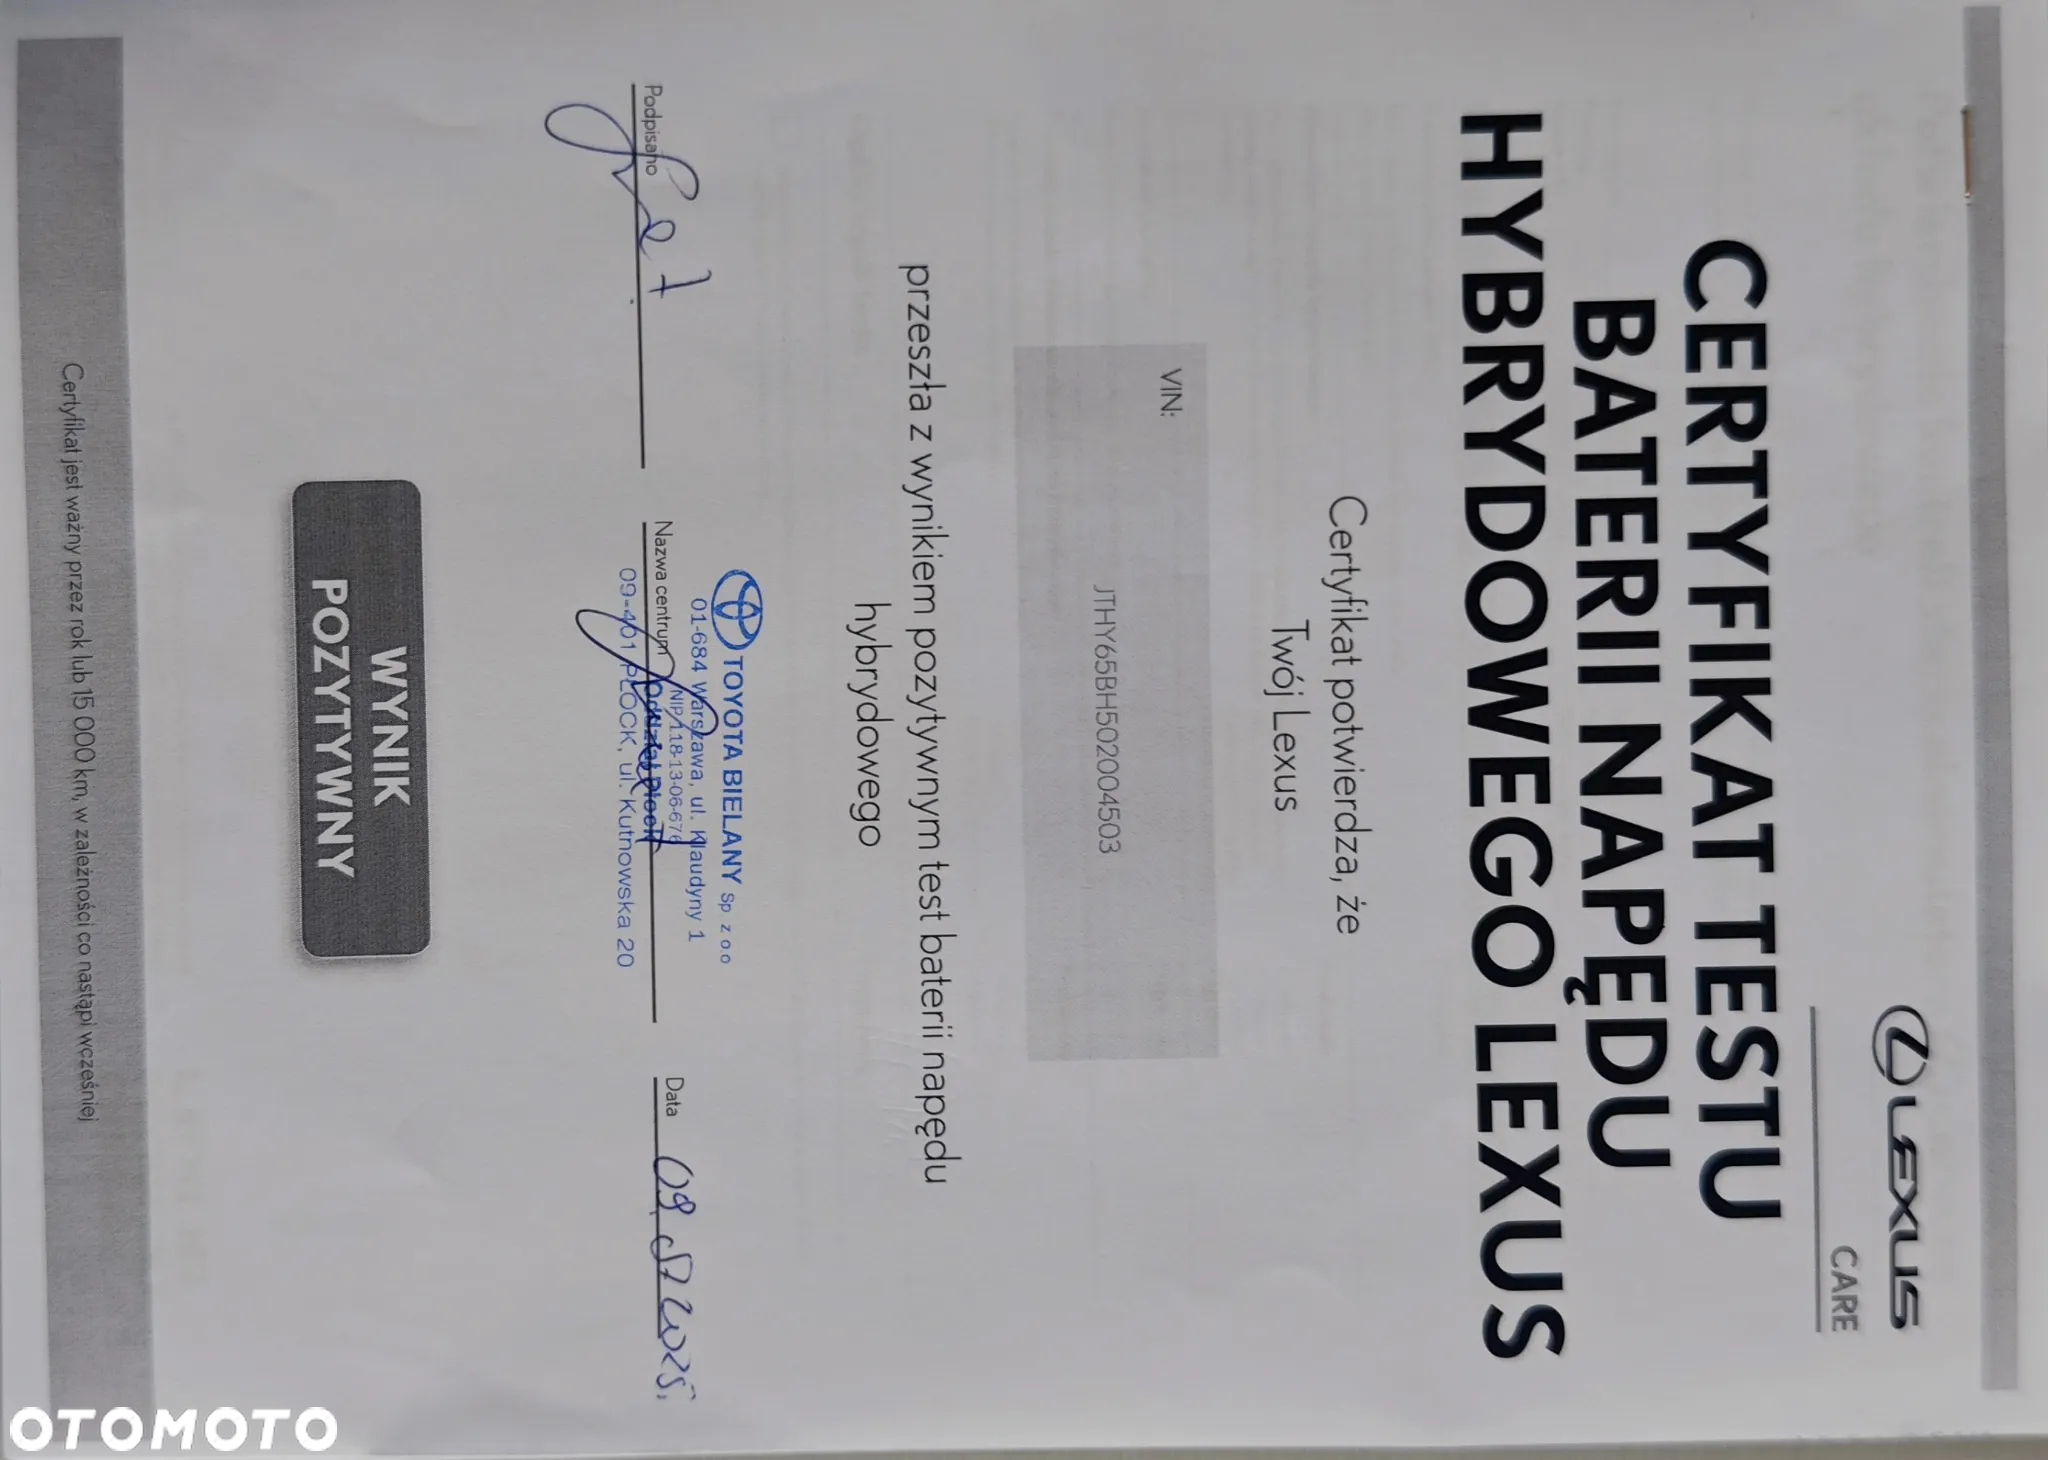 LEXUS
CARE
CERTYFIKAT TESTU
BATERII NAPĘDU
HYBRYDOWEGO LEXUS
Certyfikat potwierdza, że
Twój Lexus
VIN:
JTHY65BH502004503
przeszła z wynikiem pozytywnym test baterii napędu
hybrydowego
TOYOTA BIELANY Sp z o o
01-684 Warszawa, ul. Klaudyny 1
NIP 118-13-06-676
Oddział Płock
09-401 PŁOCK, ul. Kutnowska 20
Podpisano
Nazwa centrum
Data
WYNIK
POZYTYWNY
Certyfikat jest ważny przez rok lub 15 000 km, w zależności co nastąpi wcześniej
OTOMOTO